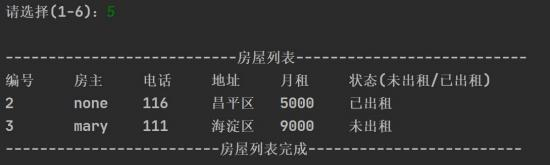 请选择(1-6)：5
---------------------------房屋列表---------------------------
编号 房主 电话 地址 月租 状态(未出租/已出租)
2 none 116 昌平区 5000 已出租
3 mary 111 海淀区 9000 未出租
-------------------------房屋列表完成-------------------------